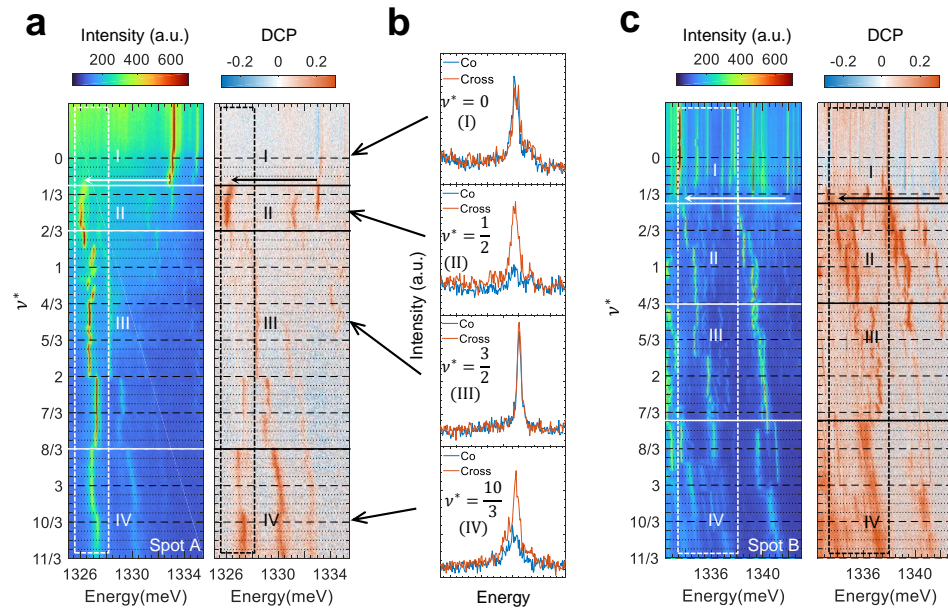 a
b
c
Intensity (a.u.)
DCP
200 400 600
-0.2 0 0.2
ν*
0
1/3
2/3
1
4/3
5/3
2
7/3
8/3
3
10/3
11/3
I
II
III
IV
Spot A
1326 1330 1334
Energy(meV)
I
II
III
IV
1326 1330 1334
Energy(meV)
Intensity (a.u.)
Co
Cross
ν* = 0
(I)
Co
Cross
ν* = 1/2
(II)
Co
Cross
ν* = 3/2
(III)
Co
Cross
ν* = 10/3
(IV)
Energy
Intensity (a.u.)
DCP
200 400 600
-0.2 0 0.2
ν*
0
1/3
2/3
1
4/3
5/3
2
7/3
8/3
3
10/3
11/3
I
II
III
IV
Spot B
1336 1340
Energy(meV)
I
II
III
IV
1336 1340
Energy(meV)